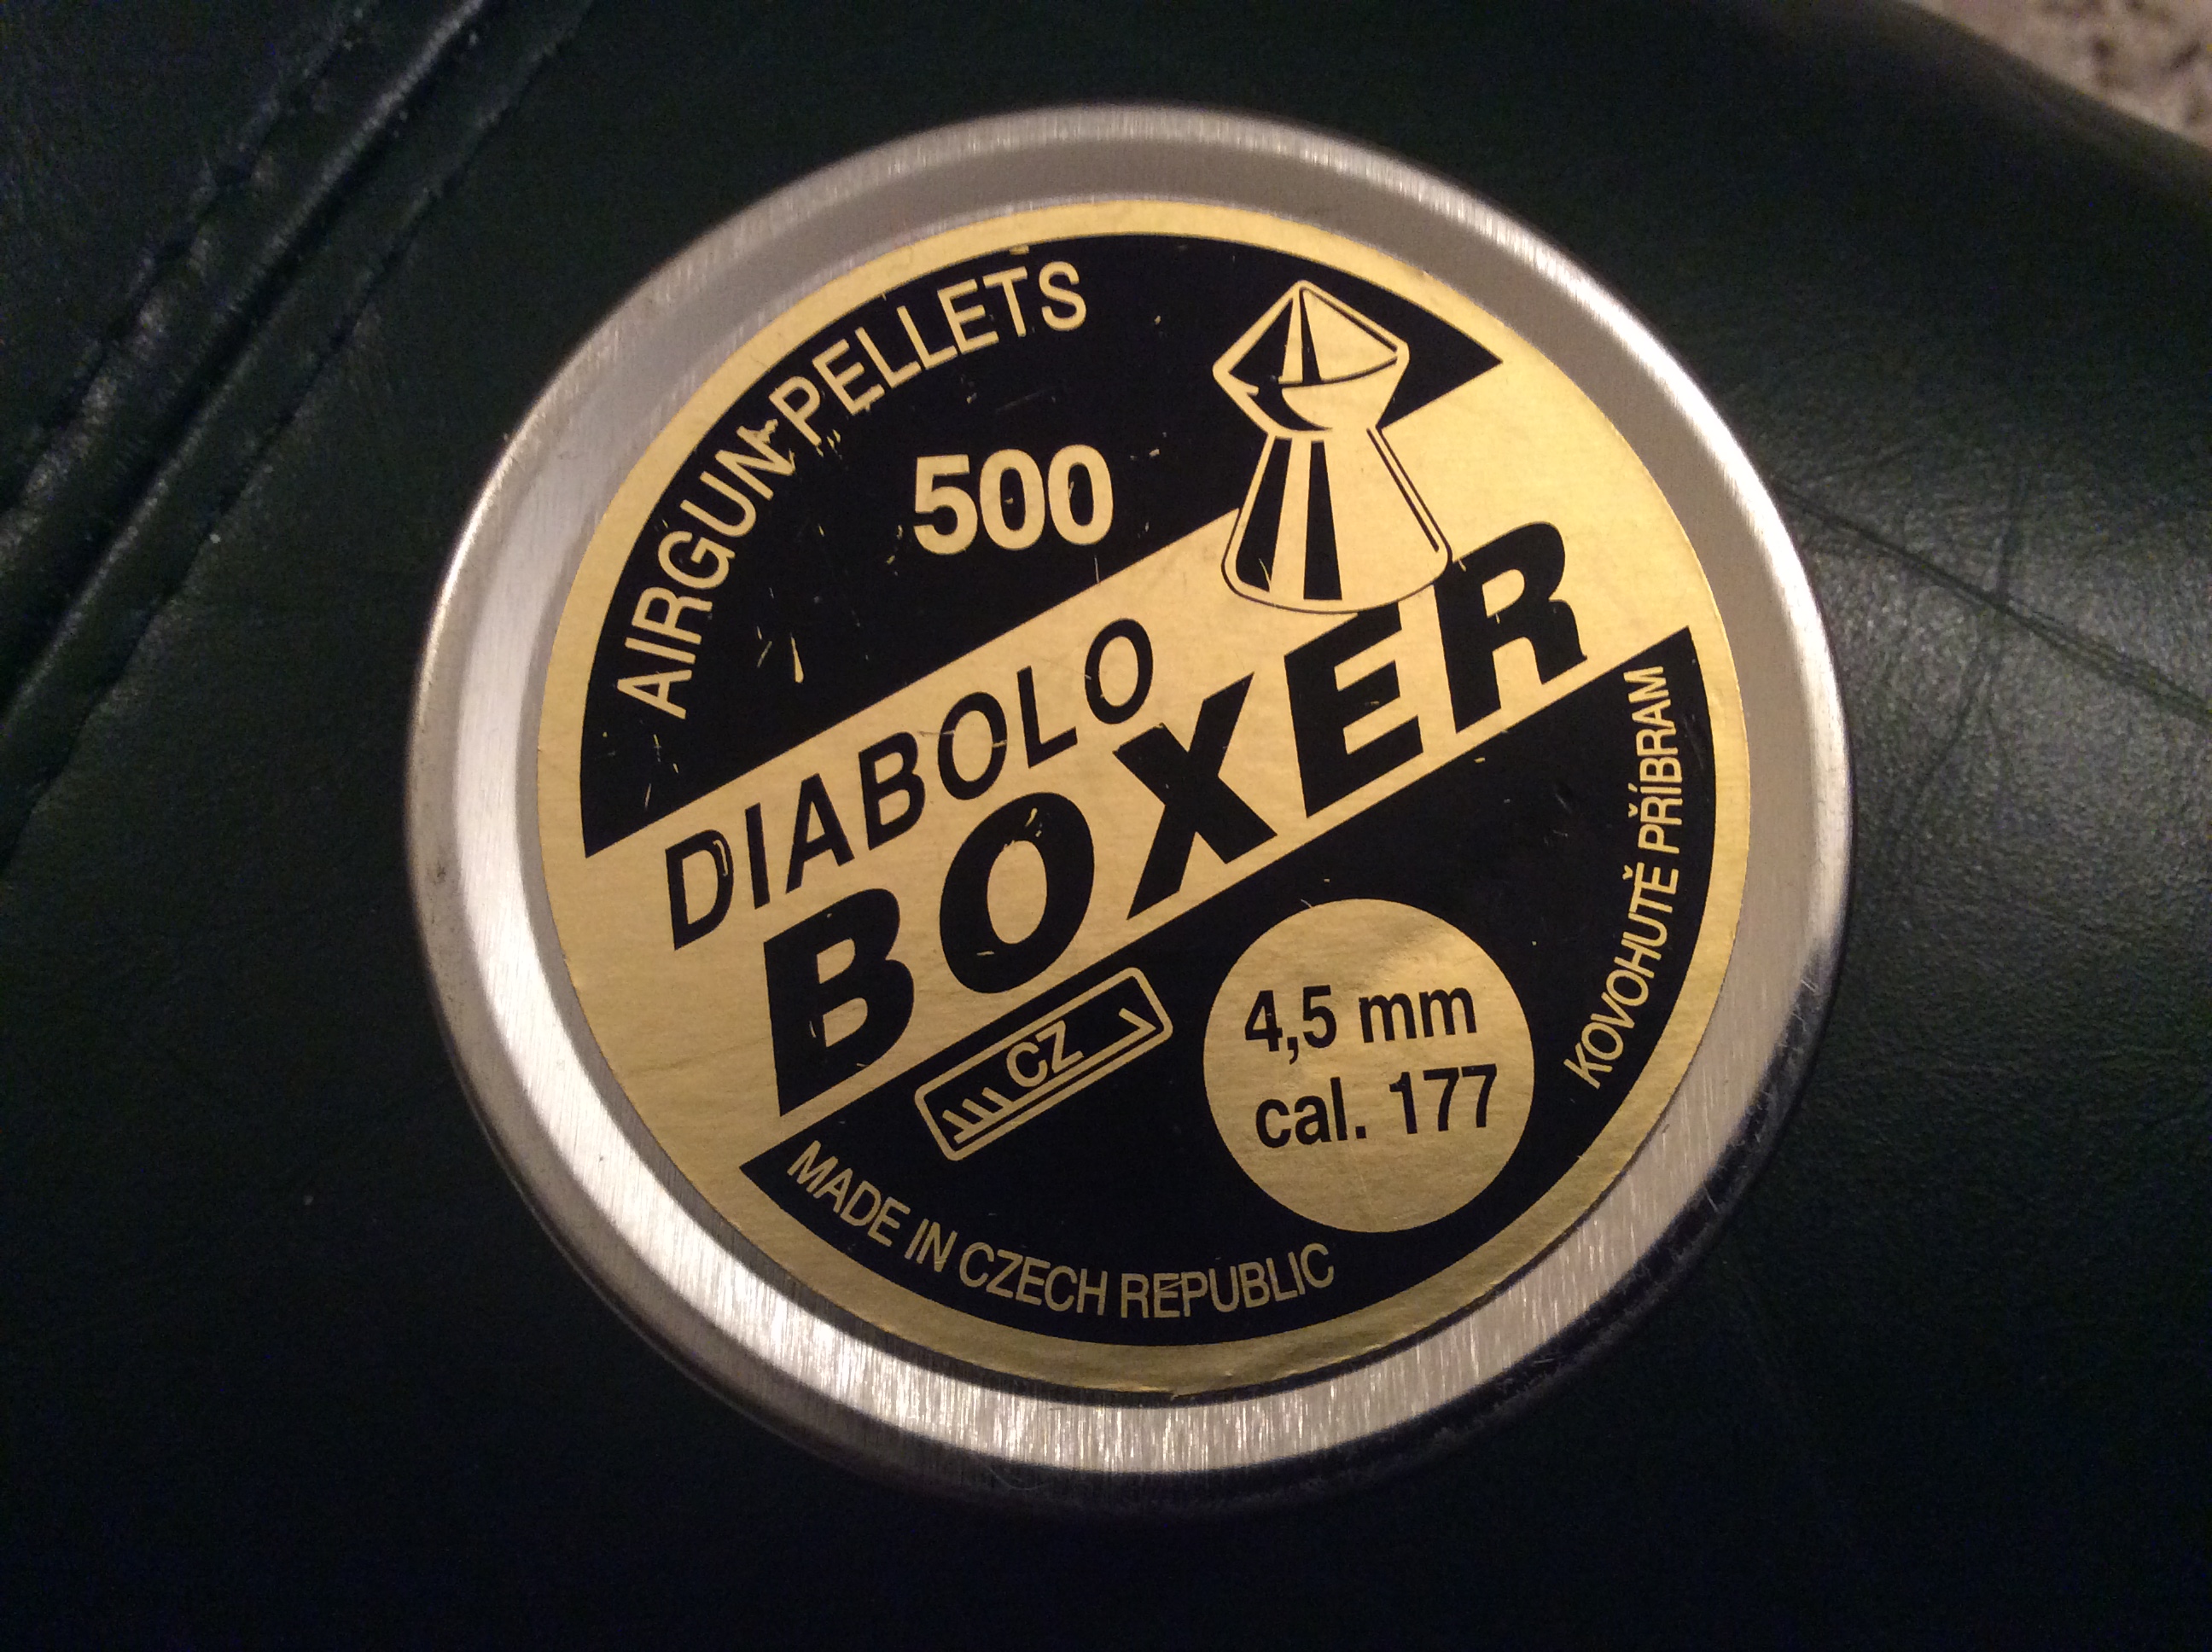 AIRGUN-PELLETS
500
DIABOLO
BOXER
CZ
4,5 mm
cal. 177
KOVOHUTĚ PŘÍBRAM
MADE IN CZECH REPUBLIC